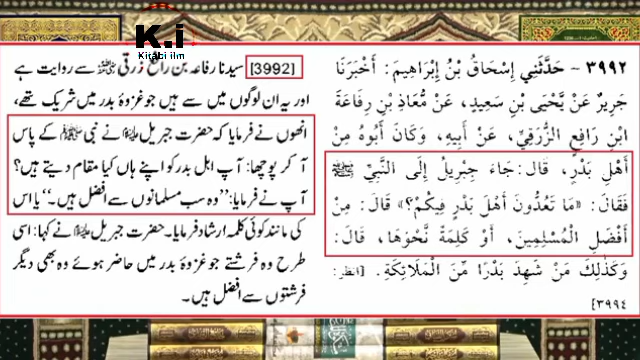 K.i
Kitabi ilm
[3992] سیدنا رفاعہ بن رافع زرقی ؓ سے روایت ہے
اور یہ ان لوگوں میں سے ہیں جو غزوۂ بدر میں شریک تھے،
انھوں نے فرمایا کہ حضرت جبریل ؑ نے نبی ﷺ کے پاس
آ کر پوچھا: آپ اہل بدر کو اپنے ہاں کیا مقام دیتے ہیں؟
آپ نے فرمایا: ’’وہ سب مسلمانوں سے افضل ہیں۔‘‘ یا اس
کی مانند کوئی کلمہ ارشاد فرمایا۔ حضرت جبریل ؑ نے کہا: اسی
طرح وہ فرشتے جو غزوۂ بدر میں حاضر ہوئے وہ بھی دیگر
فرشتوں سے افضل ہیں۔
٣٩٩٢ - حَدَّثَنِي إِسْحَاقُ بْنُ إِبْرَاهِيمَ: أَخْبَرَنَا
جَرِيرٌ عَنْ يَحْيَى بْنِ سَعِيدٍ، عَنْ مُعَاذِ بْنِ رِفَاعَةَ
ابْنِ رَافِعٍ الزُّرَقِيِّ، عَنْ أَبِيهِ، وَكَانَ أَبُوهُ مِنْ
أَهْلِ بَدْرٍ، قَالَ: جَاءَ جِبْرِيلُ إِلَى النَّبِيِّ ﷺ
فَقَالَ: «مَا تَعُدُّونَ أَهْلَ بَدْرٍ فِيكُمْ؟» قَالَ: مِنْ
أَفْضَلِ الْمُسْلِمِينَ، أَوْ كَلِمَةً نَحْوَهَا، قَالَ:
وَكَذَلِكَ مَنْ شَهِدَ بَدْرًا مِّنَ الْمَلَائِكَةِ. [انظر:
٣٩٩٤]